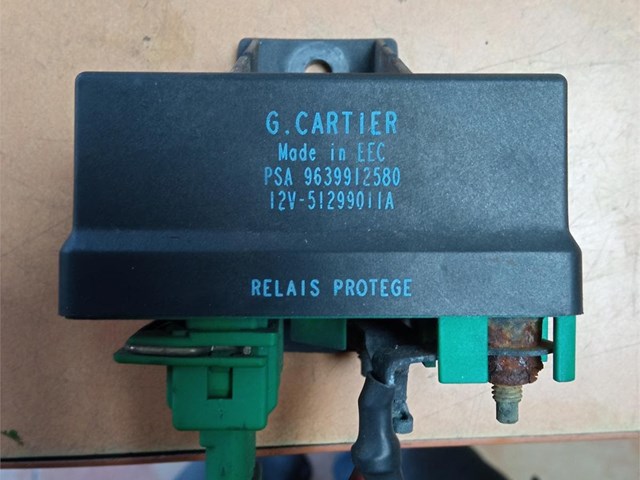 G.CARTiER
Made in EEC
PSA 9639912580
12V-51299011A
RELAIS PROTEGE